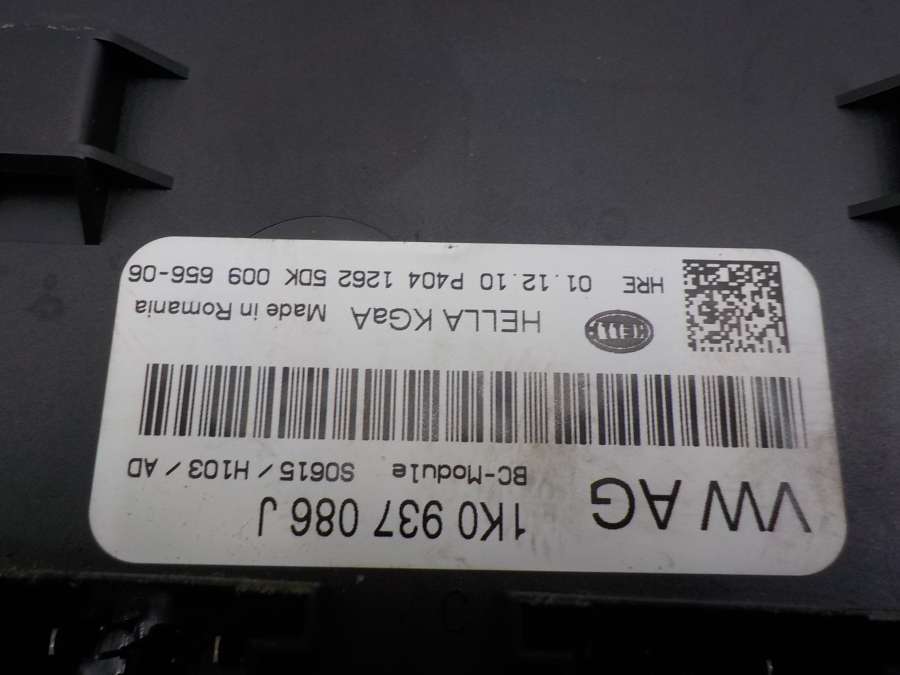 VW AG 1K0 937 086 J
BC-Module S0615 / H103 / AD
HELLA
HELLA KGaA Made in Romania
HRE 01.12.10 P404 1262 5DK 009 656-06
C